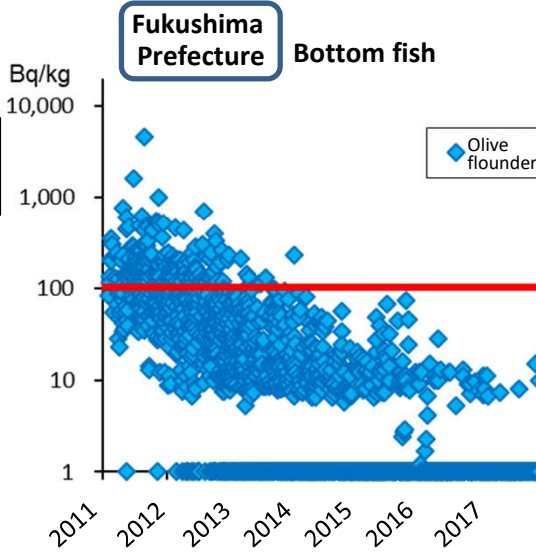 Fukushima
Prefecture
Bottom fish
Bq/kg
10,000
1,000
100
10
1
Olive
flounder
2011
2012
2013
2014
2015
2016
2017